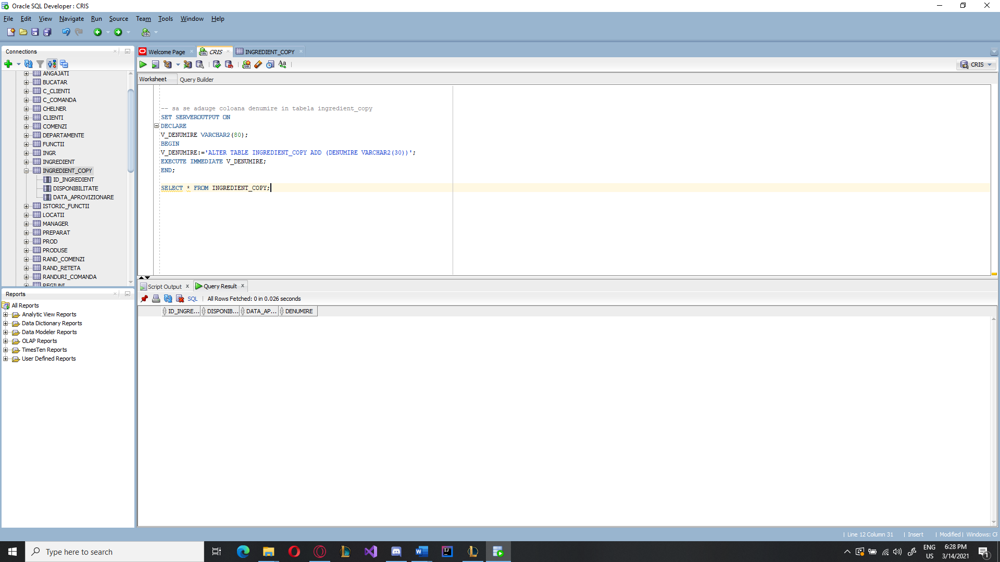 Oracle SQL Developer : CRIS
File Edit View Navigate Run Source Team Tools Window Help
Connections
ANGAJATI
BUCATAR
C_CLIENTI
C_COMANDA
CHELNER
CLIENTI
COMENZI
DEPARTAMENTE
FUNCTII
INGR
INGREDIENT
INGREDIENT_COPY
ID_INGREDIENT
DISPONIBILITATE
DATA_APROVIZIONARE
ISTORIC_FUNCTII
LOCATII
MANAGER
PREPARAT
PROD
PRODUSE
RAND_COMENZI
RAND_RETETA
RANDURI_COMANDA
REGIUNI
Reports
All Reports
Analytic View Reports
Data Dictionary Reports
Data Modeler Reports
OLAP Reports
TimesTen Reports
User Defined Reports
Welcome Page CRIS INGREDIENT_COPY
CRIS
Worksheet Query Builder
-- sa se adauge coloana denumire in tabela ingredient_copy
SET SERVEROUTPUT ON
DECLARE
V_DENUMIRE VARCHAR2(80);
BEGIN
V_DENUMIRE:='ALTER TABLE INGREDIENT_COPY ADD (DENUMIRE VARCHAR2(30))';
EXECUTE IMMEDIATE V_DENUMIRE;
END;
SELECT * FROM INGREDIENT_COPY;
Script Output Query Result
SQL All Rows Fetched: 0 in 0.026 seconds
ID_INGRE... DISPONIB... DATA_AP... DENUMIRE
Line 12 Column 31 Insert Modified Windows: CF
Type here to search
ENG
US
6:28 PM
3/14/2021
1